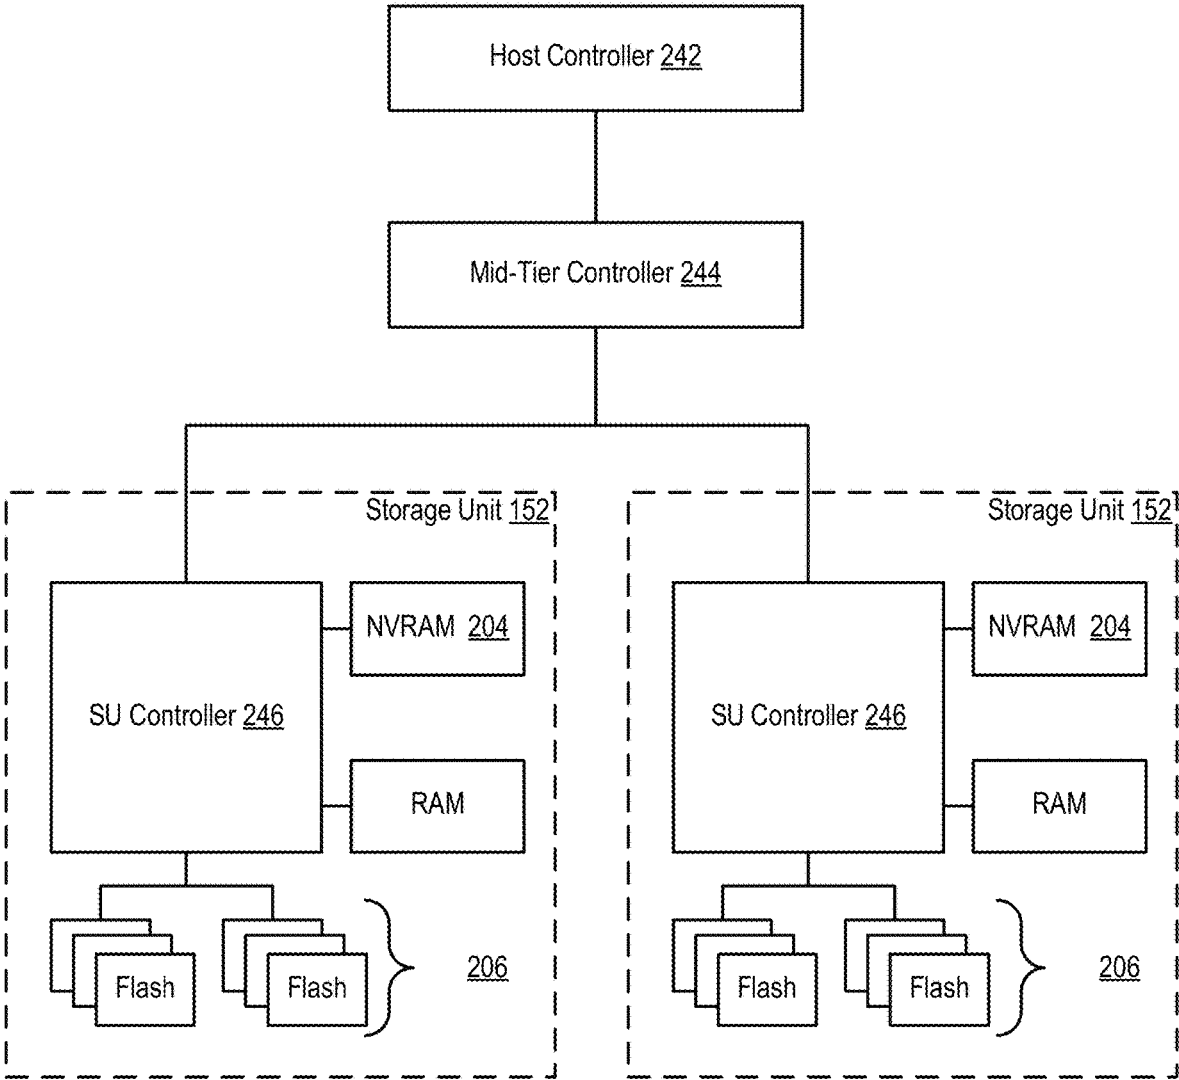 Host Controller 242
Mid-Tier Controller 244
Storage Unit 152
NVRAM 204
SU Controller 246
RAM
Flash
Flash
206
Storage Unit 152
NVRAM 204
SU Controller 246
RAM
Flash
Flash
206